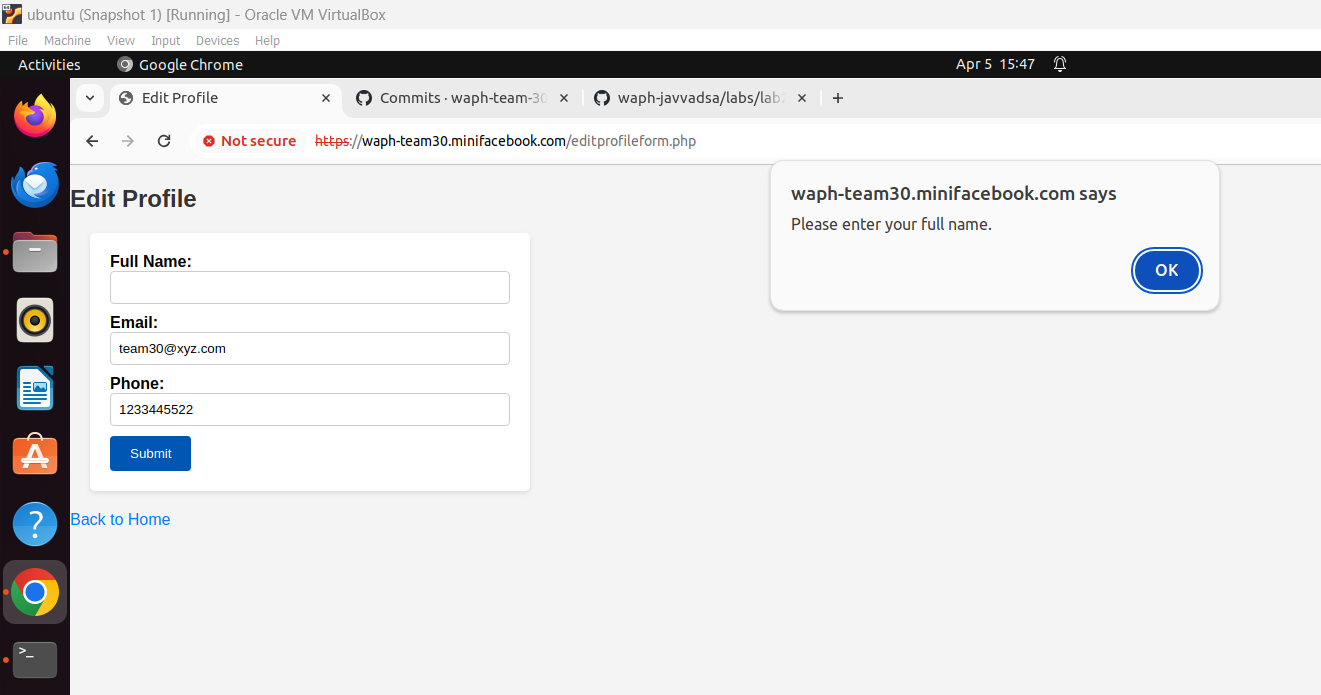 ubuntu (Snapshot 1) [Running] - Oracle VM VirtualBox
File Machine View Input Devices Help
Activities Google Chrome Apr 5 15:47
Edit Profile Commits · waph-team-30 waph-javvadsa/labs/lab
Not secure https://waph-team30.minifacebook.com/editprofileform.php
waph-team30.minifacebook.com says
Please enter your full name.
OK
Edit Profile
Full Name:
Email:
team30@xyz.com
Phone:
1233445522
Submit
Back to Home